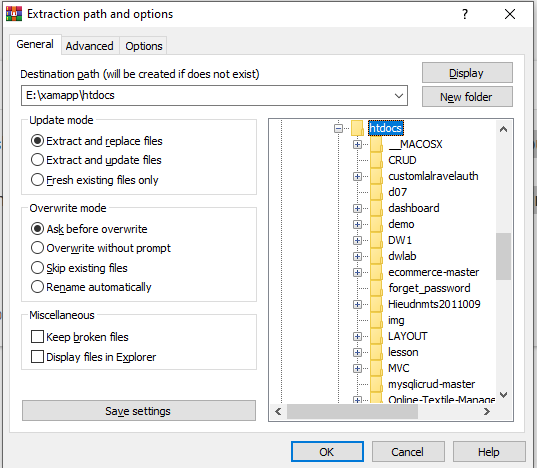 Extraction path and options
General
Advanced
Options
Destination path (will be created if does not exist)
Display
E:\xamapp\htdocs
New folder
Update mode
Extract and replace files
Extract and update files
Fresh existing files only
Overwrite mode
Ask before overwrite
Overwrite without prompt
Skip existing files
Rename automatically
Miscellaneous
Keep broken files
Display files in Explorer
Save settings
htdocs
__MACOSX
CRUD
customlalravelauth
d07
dashboard
demo
DW1
dwlab
ecommerce-master
forget_password
Hieudnmts2011009
img
LAYOUT
lesson
MVC
mysqlicrud-master
Online-Textile-Manage
OK
Cancel
Help